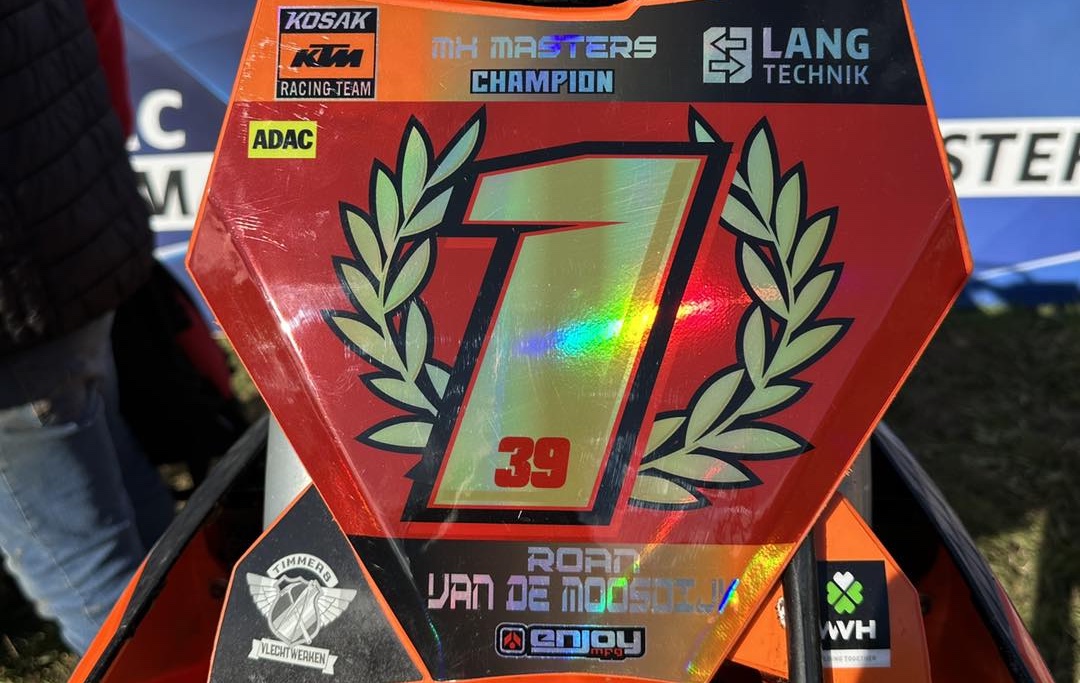 KOSAK
KTM
RACING TEAM
MX MASTERS
CHAMPION
LANG
TECHNIK
ADAC
1
39
ROAN
VAN DE MOOSDIJK
enjoy
mfg
TIMMERS
VLECHTWERKEN